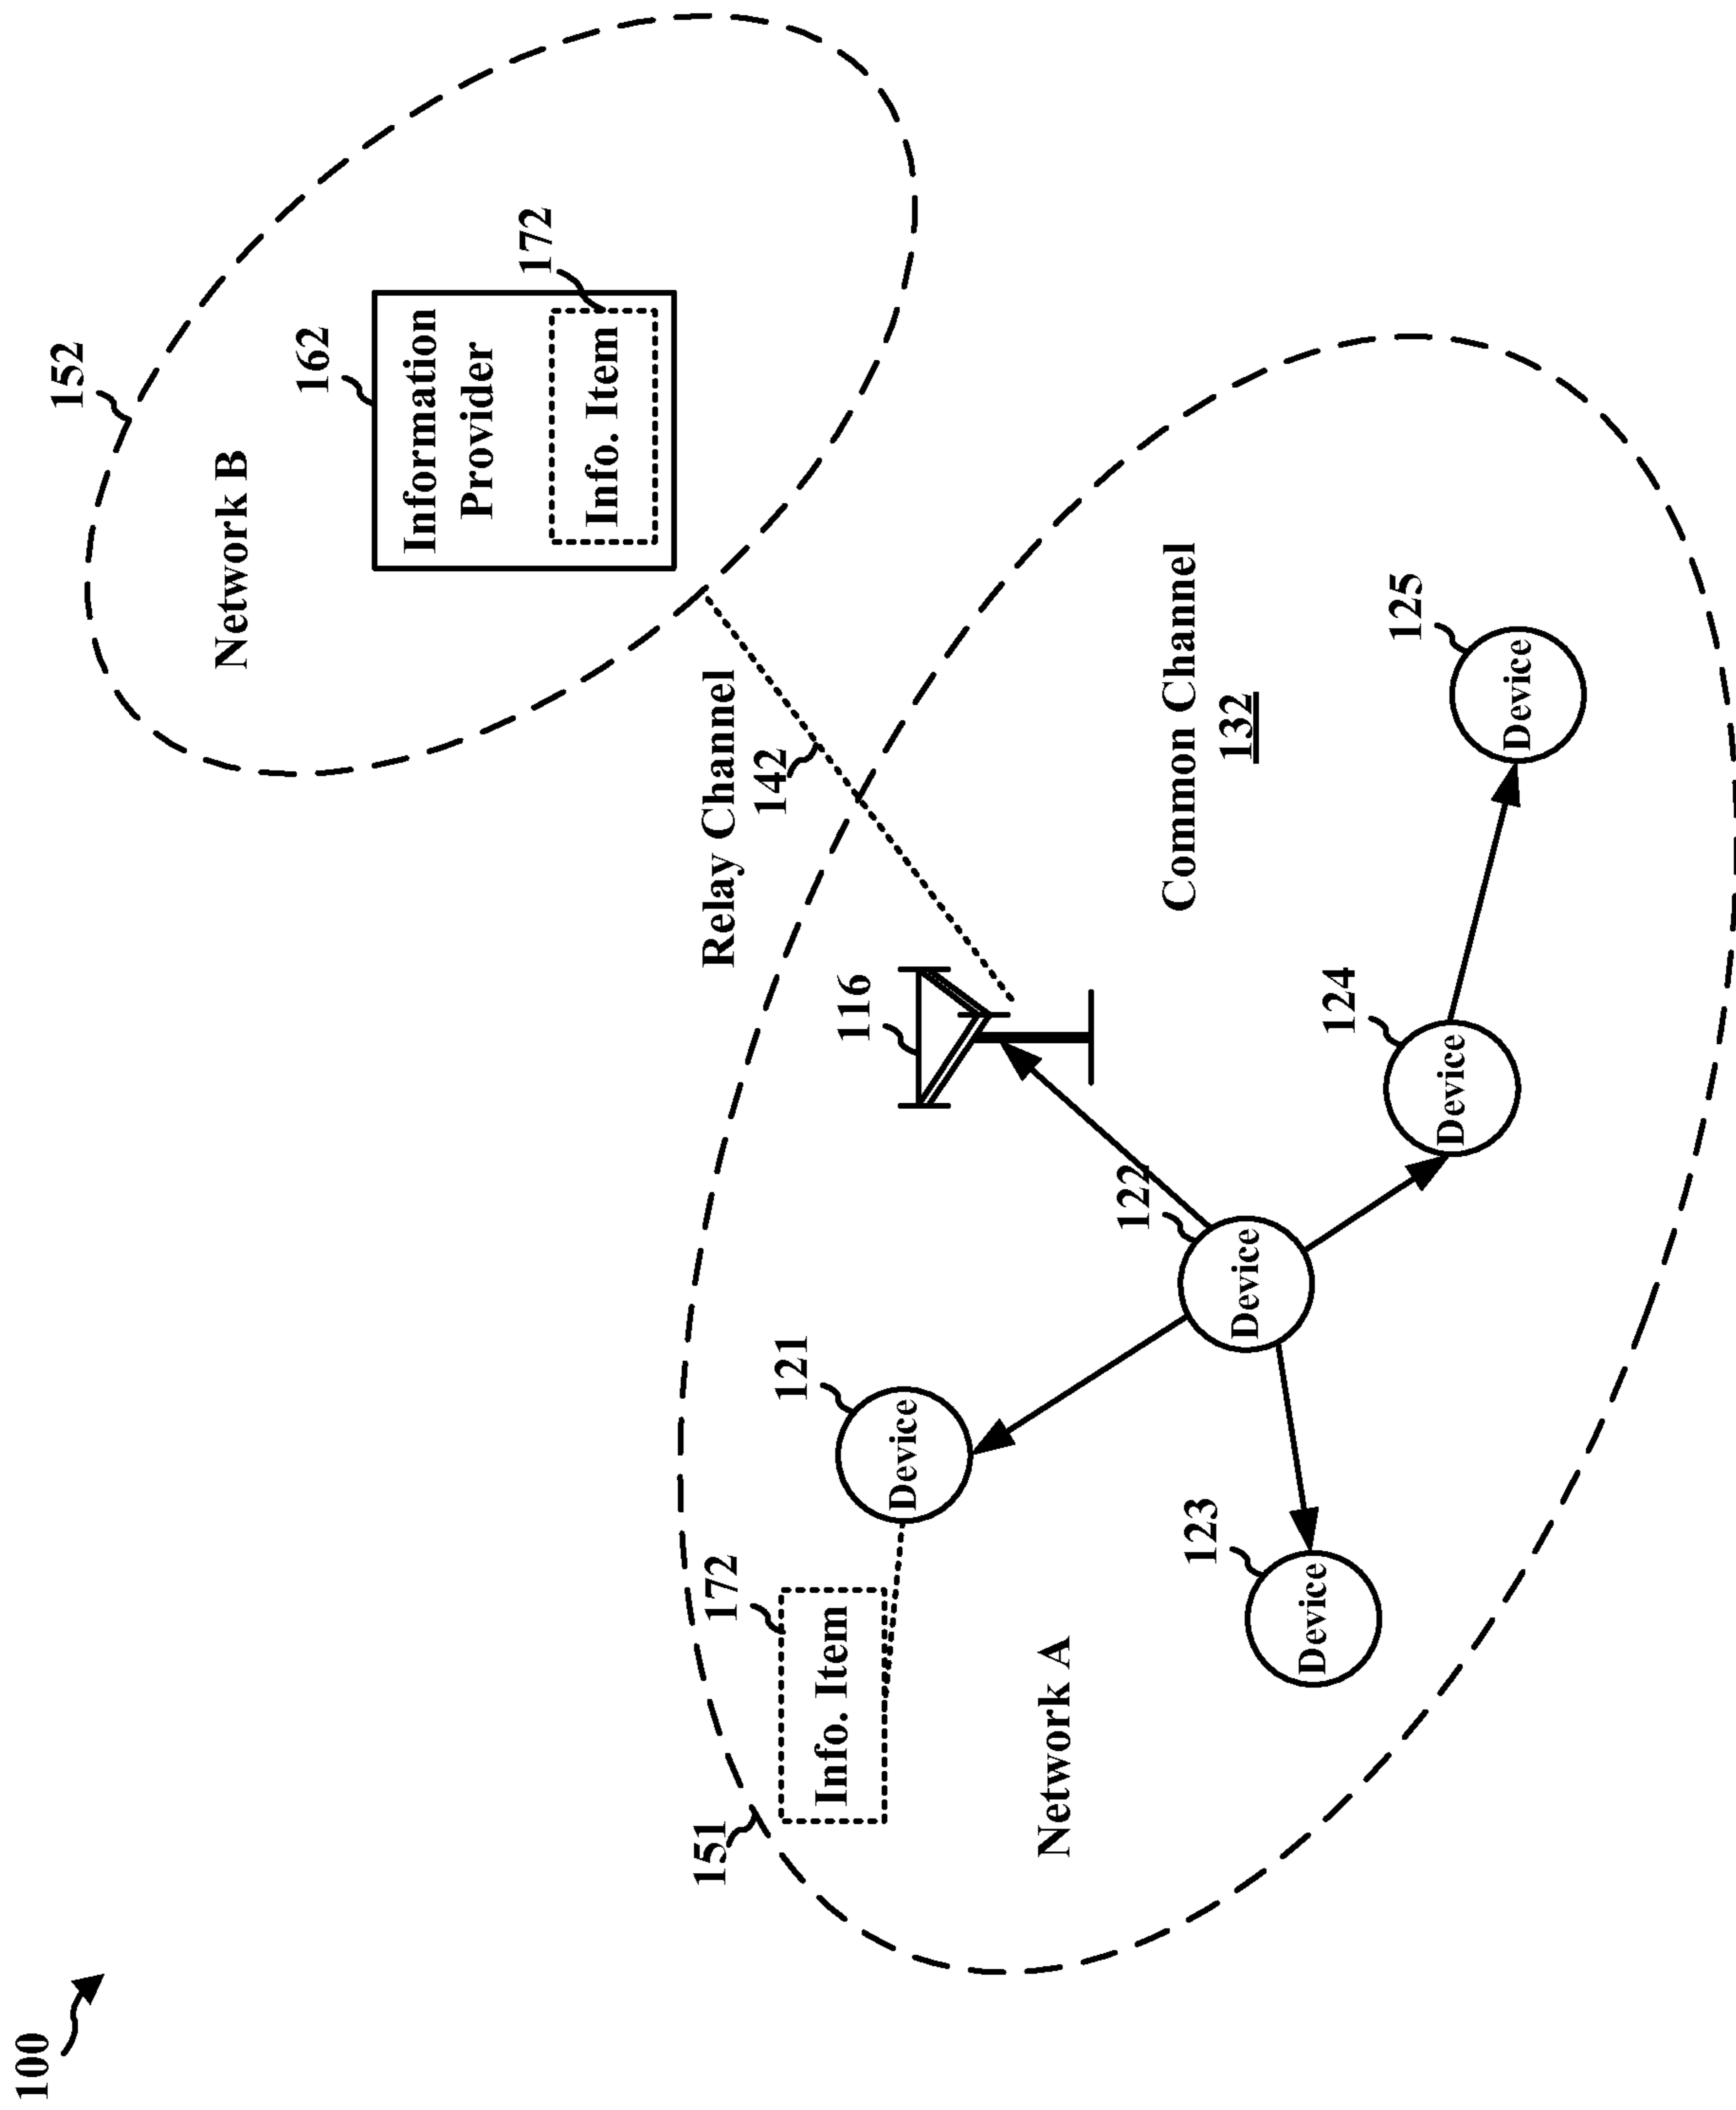 100
152
Network B
162
Information
Provider
172
Info. Item
Relay Channel
142
151
172
Info. Item
121
Device
116
Common Channel
132
Network A
122
Device
123
Device
124
Device
125
Device